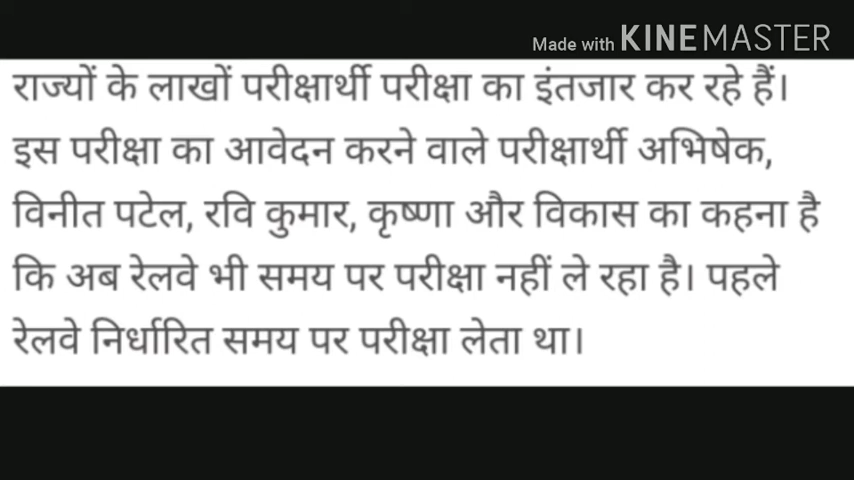 Made with KINEMASTER
राज्यों के लाखों परीक्षार्थी परीक्षा का इंतजार कर रहे हैं।
इस परीक्षा का आवेदन करने वाले परीक्षार्थी अभिषेक,
विनीत पटेल, रवि कुमार, कृष्णा और विकास का कहना है
कि अब रेलवे भी समय पर परीक्षा नहीं ले रहा है। पहले
रेलवे निर्धारित समय पर परीक्षा लेता था।